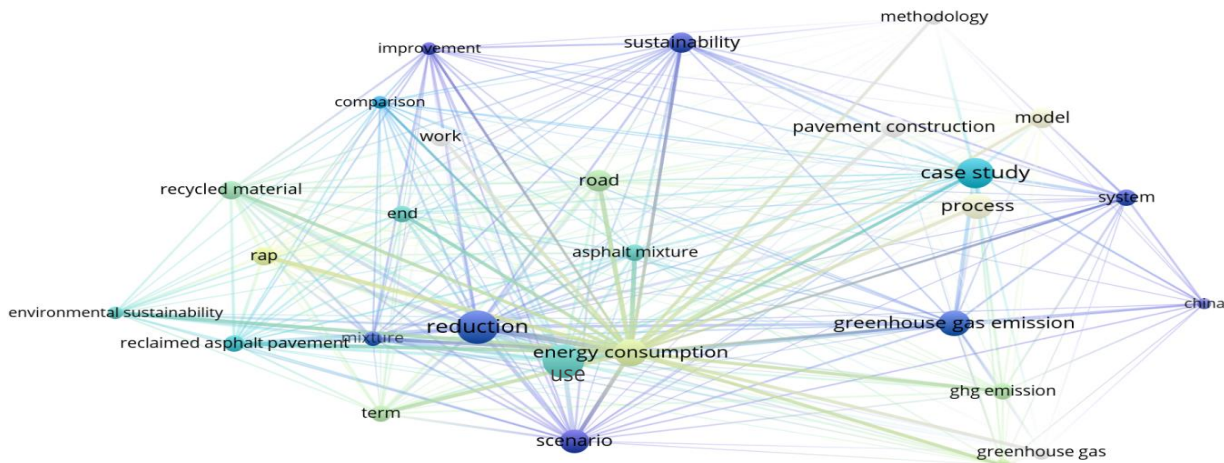 methodology
improvement
sustainability
comparison
work
pavement construction
model
recycled material
road
case study
end
process
system
rap
asphalt mixture
environmental sustainability
reclaimed asphalt pavement
mixture
reduction
greenhouse gas emission
china
energy consumption
use
term
ghg emission
scenario
greenhouse gas